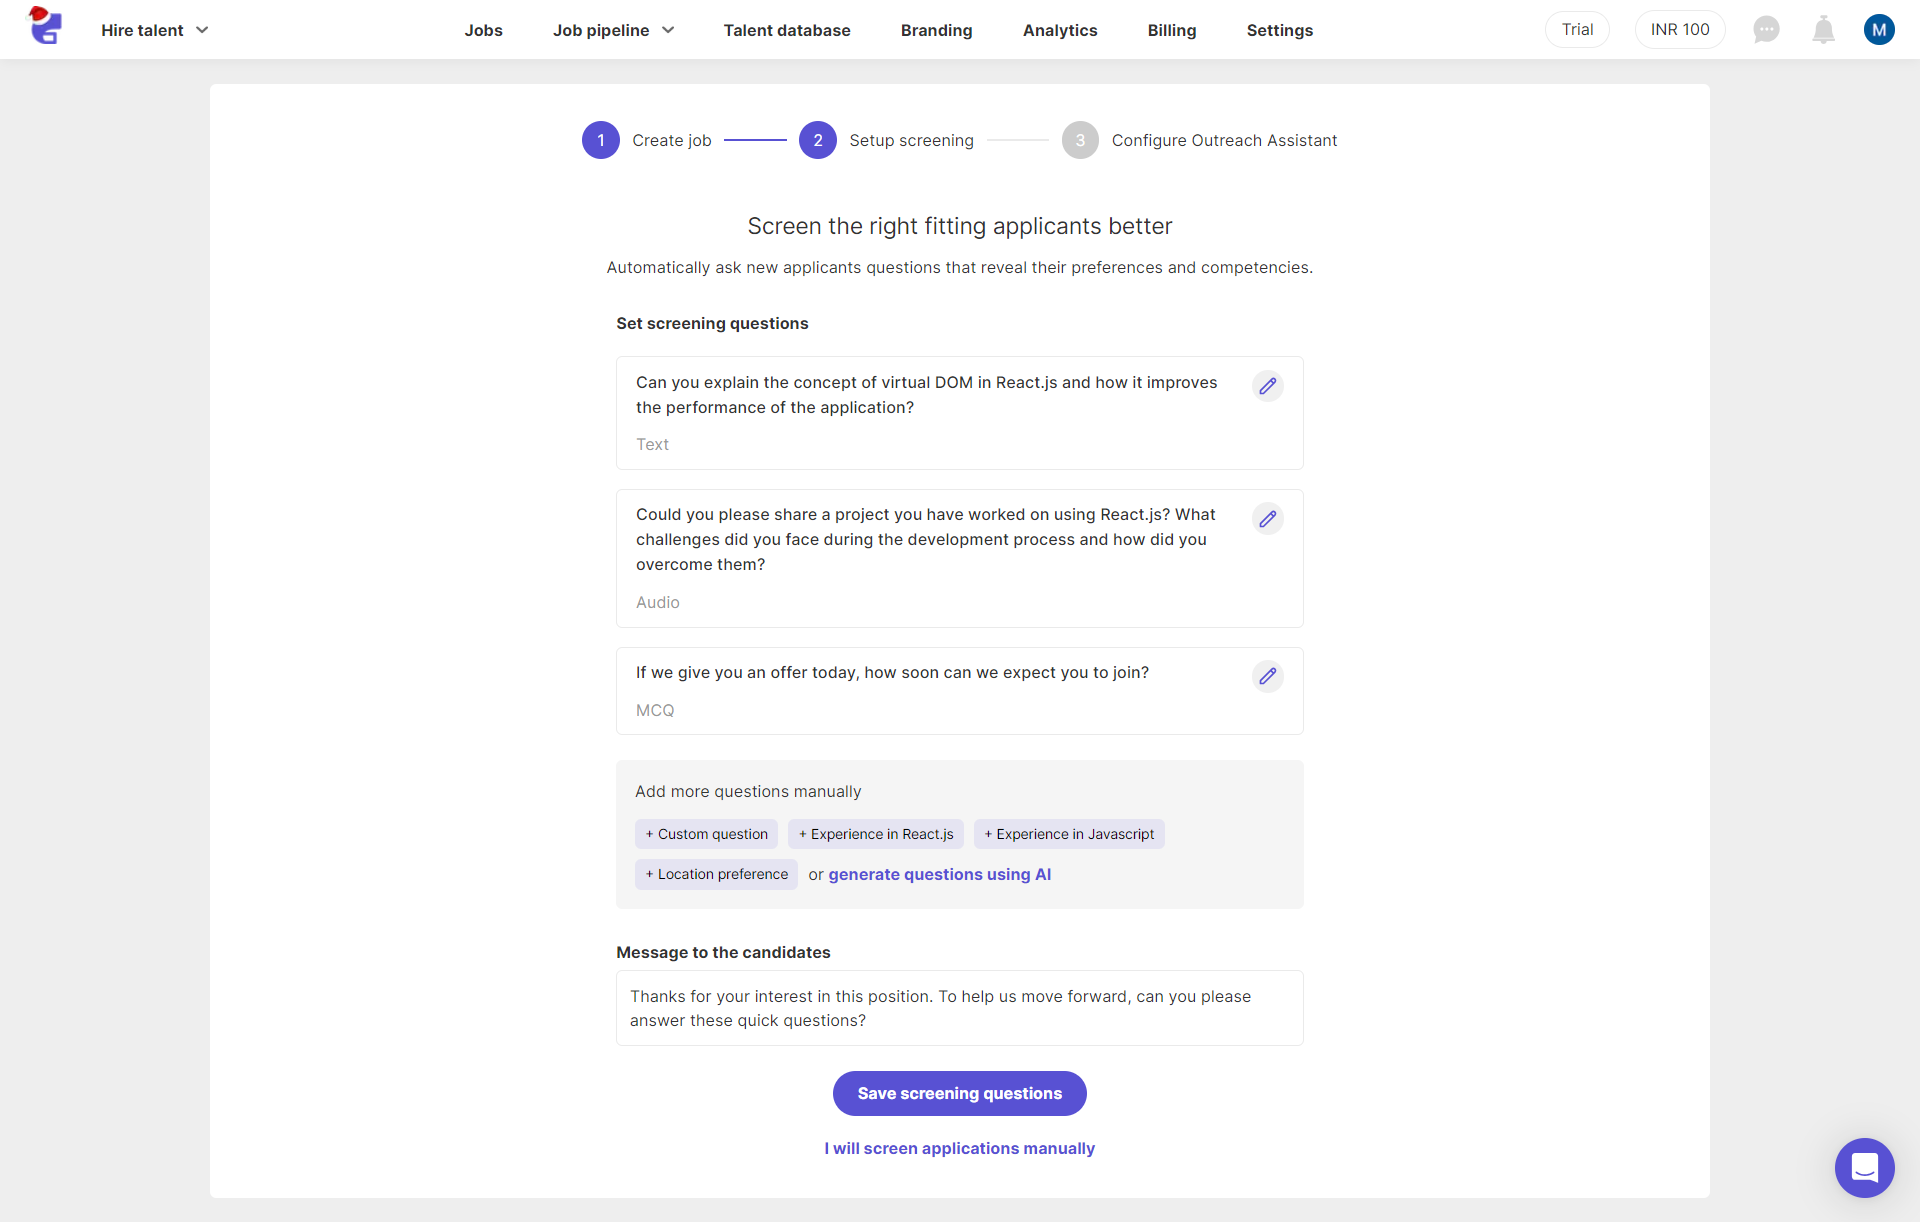 Hire talent
Jobs
Job pipeline
Talent database
Branding
Analytics
Billing
Settings
Trial
INR 100
M
1 Create job
2 Setup screening
3 Configure Outreach Assistant
Screen the right fitting applicants better
Automatically ask new applicants questions that reveal their preferences and competencies.
Set screening questions
Can you explain the concept of virtual DOM in React.js and how it improves
the performance of the application?
Text
Could you please share a project you have worked on using React.js? What
challenges did you face during the development process and how did you
overcome them?
Audio
If we give you an offer today, how soon can we expect you to join?
MCQ
Add more questions manually
+ Custom question
+ Experience in React.js
+ Experience in Javascript
+ Location preference
or generate questions using AI
Message to the candidates
Thanks for your interest in this position. To help us move forward, can you please
answer these quick questions?
Save screening questions
I will screen applications manually